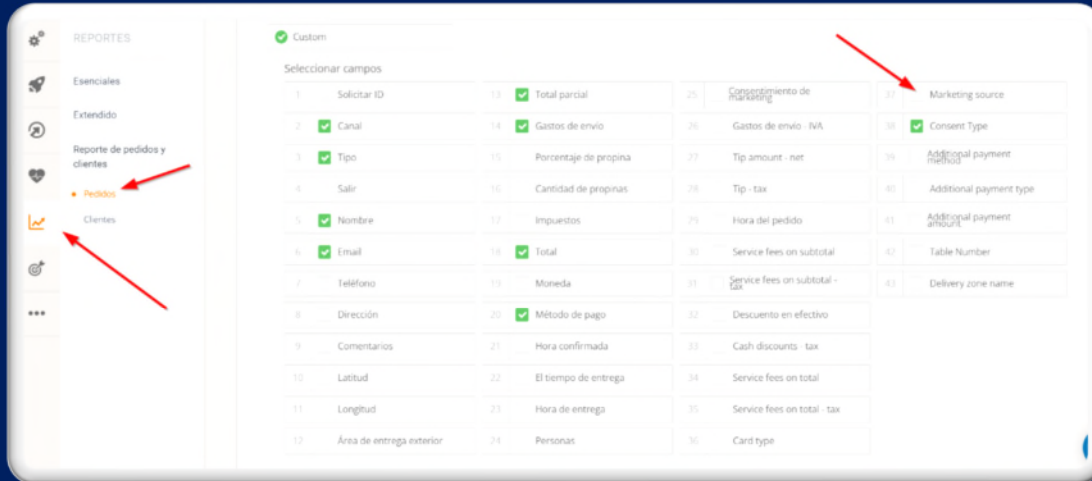 REPORTES
Esenciales
Extendido
Reporte de pedidos y
clientes
Pedidos
Clientes
Custom
Seleccionar campos
1 Solicitar ID
2 Canal
3 Tipo
4 Salir
5 Nombre
6 Email
7 Teléfono
8 Dirección
9 Comentarios
10 Latitud
11 Longitud
12 Área de entrega exterior
13 Total parcial
14 Gastos de envio
15 Porcentaje de propina
16 Cantidad de propinas
17 Impuestos
18 Total
19 Moneda
20 Método de pago
21 Hora confirmada
22 El tiempo de entrega
23 Hora de entrega
24 Personas
25 Consentimiento de
marketing
26 Gastos de envio - IVA
27 Tip amount - net
28 Tip - tax
29 Hora del pedido
30 Service fees on subtotal
31 Service fees on subtotal -
tax
32 Descuento en efectivo
33 Cash discounts - tax
34 Service fees on total
35 Service fees on total - tax
36 Card type
37 Marketing source
38 Consent Type
39 Additional payment
method
40 Additional payment type
41 Additional payment
amount
42 Table Number
43 Delivery zone name